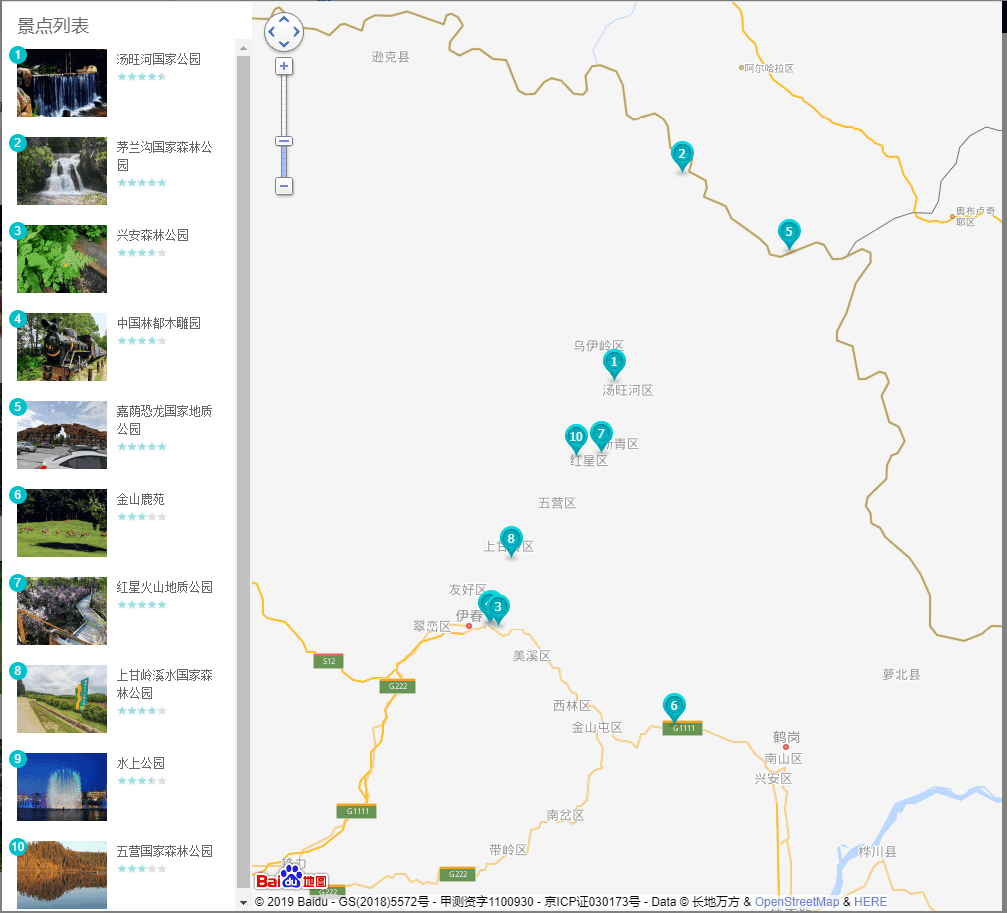 景点列表
1
汤旺河国家公园
2
茅兰沟国家森林公
园
3
兴安森林公园
4
中国林都木雕园
5
嘉荫恐龙国家地质
公园
6
金山鹿苑
7
红星火山地质公园
8
上甘岭溪水国家森
林公园
9
水上公园
10
五营国家森林公园
逊克县
阿尔哈拉区
2
奥布卢奇
耶区
5
乌伊岭区
1
汤旺河区
10
7
新青区
红星区
五营区
8
上甘岭区
友好区
3
伊春
翠峦区
美溪区
S12
G222
萝北县
西林区
6
金山屯区
G1111
鹤岗
南山区
兴安区
G1111
南岔区
带岭区
桦川县
铁力
G222
Bai du 地图
G222
© 2019 Baidu - GS(2018)5572号 - 甲测资字1100930 - 京ICP证030173号 - Data © 长地万方 & OpenStreetMap & HERE